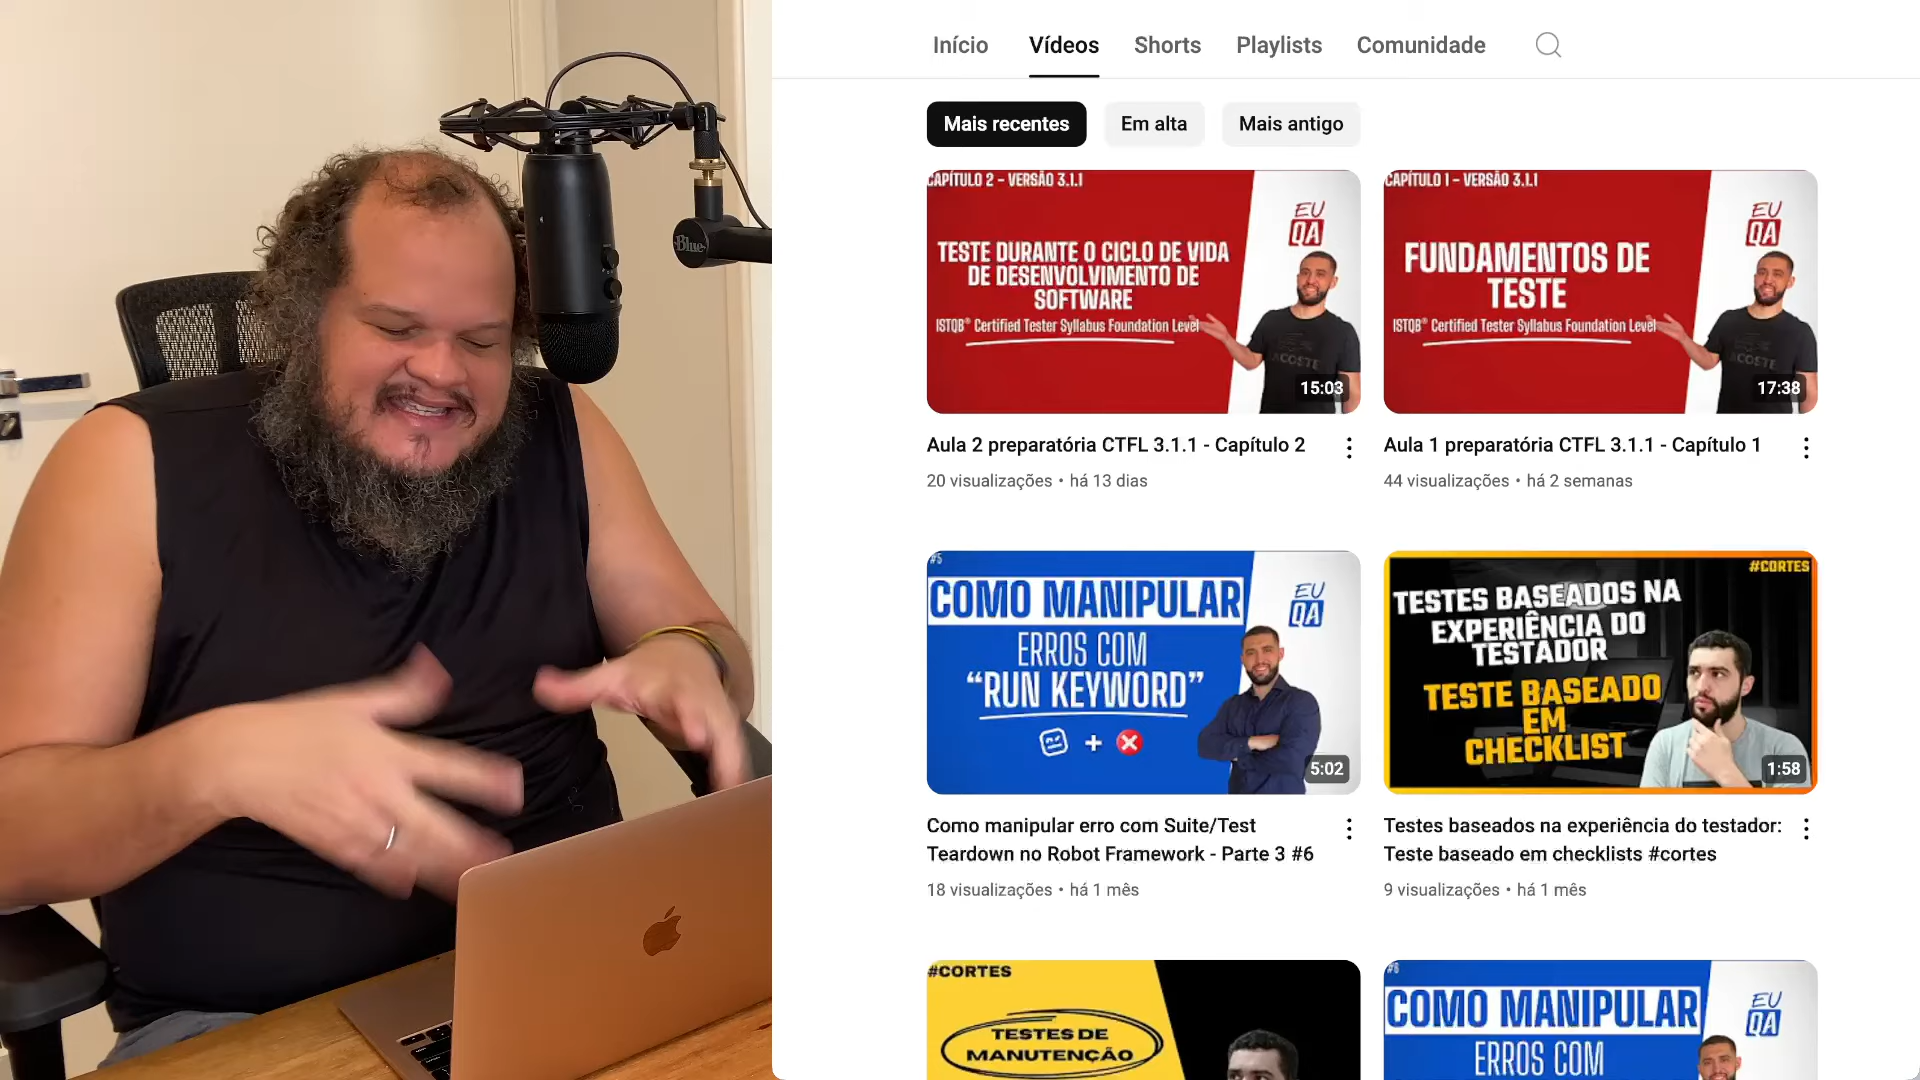 Início
Vídeos
Shorts
Playlists
Comunidade
Mais recentes
Em alta
Mais antigo
Blue
CAPÍTULO 2 - VERSÃO 3.1.1
EU
QA
TESTE DURANTE O CICLO DE VIDA
DE DESENVOLVIMENTO DE
SOFTWARE
ISTQB® Certified Tester Syllabus Foundation Level
15:03
Aula 2 preparatória CTFL 3.1.1 - Capítulo 2
20 visualizações • há 13 dias
CAPÍTULO 1 - VERSÃO 3.1.1
EU
QA
FUNDAMENTOS DE
TESTE
ISTQB® Certified Tester Syllabus Foundation Level
17:38
Aula 1 preparatória CTFL 3.1.1 - Capítulo 1
44 visualizações • há 2 semanas
#5
COMO MANIPULAR
ERROS COM
“RUN KEYWORD”
EU
QA
+
5:02
Como manipular erro com Suite/Test
Teardown no Robot Framework - Parte 3 #6
18 visualizações • há 1 mês
#CORTES
TESTES BASEADOS NA
EXPERIÊNCIA DO
TESTADOR
TESTE BASEADO
EM
CHECKLIST
1:58
Testes baseados na experiência do testador:
Teste baseado em checklists #cortes
9 visualizações • há 1 mês
#CORTES
TESTES DE
MANUTENÇÃO
#6
COMO MANIPULAR
ERROS COM
EU
QA